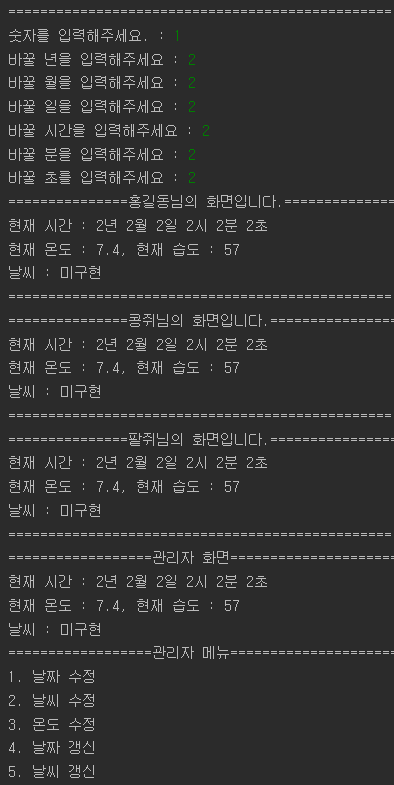 ================================================
숫자를 입력해주세요. : 1
바꿀 년을 입력해주세요 : 2
바꿀 월을 입력해주세요 : 2
바꿀 일을 입력해주세요 : 2
바꿀 시간을 입력해주세요 : 2
바꿀 분을 입력해주세요 : 2
바꿀 초를 입력해주세요 : 2
===============홍길동님의 화면입니다.==============
현재 시간 : 2년 2월 2일 2시 2분 2초
현재 온도 : 7.4, 현재 습도 : 57
날씨 : 미구현
================================================
===============콩쥐님의 화면입니다.================
현재 시간 : 2년 2월 2일 2시 2분 2초
현재 온도 : 7.4, 현재 습도 : 57
날씨 : 미구현
================================================
===============팥쥐님의 화면입니다.================
현재 시간 : 2년 2월 2일 2시 2분 2초
현재 온도 : 7.4, 현재 습도 : 57
날씨 : 미구현
================================================
==================관리자 화면=====================
현재 시간 : 2년 2월 2일 2시 2분 2초
현재 온도 : 7.4, 현재 습도 : 57
날씨 : 미구현
==================관리자 메뉴=====================
1. 날짜 수정
2. 날씨 수정
3. 온도 수정
4. 날짜 갱신
5. 날씨 갱신